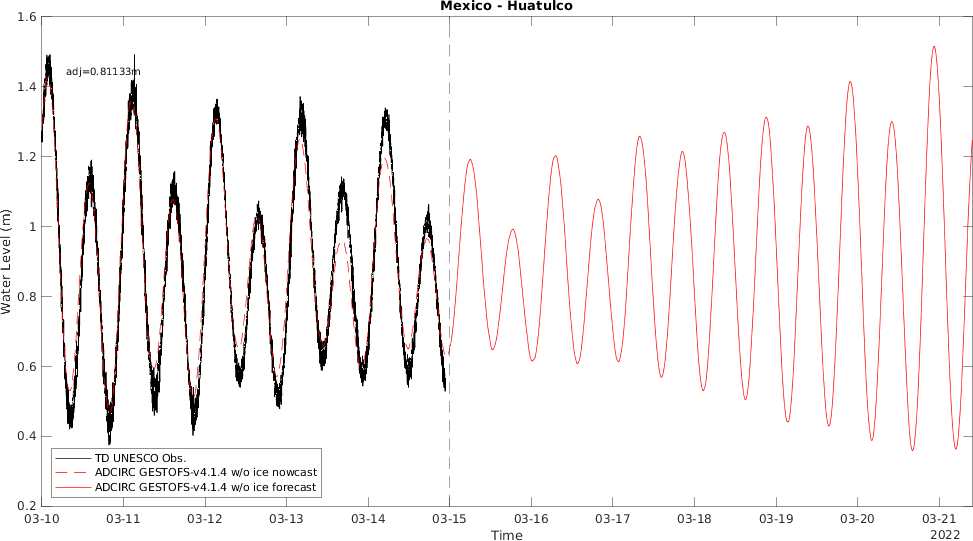 Mexico - Huatulco
1.6
1.4
1.2
1
0.8
0.6
0.4
0.2
Water Level (m)
adj=0.81133m
TD UNESCO Obs.
ADCIRC GESTOFS-v4.1.4 w/o ice nowcast
ADCIRC GESTOFS-v4.1.4 w/o ice forecast
03-10 03-11 03-12 03-13 03-14 03-15 03-16 03-17 03-18 03-19 03-20 03-21
Time
2022